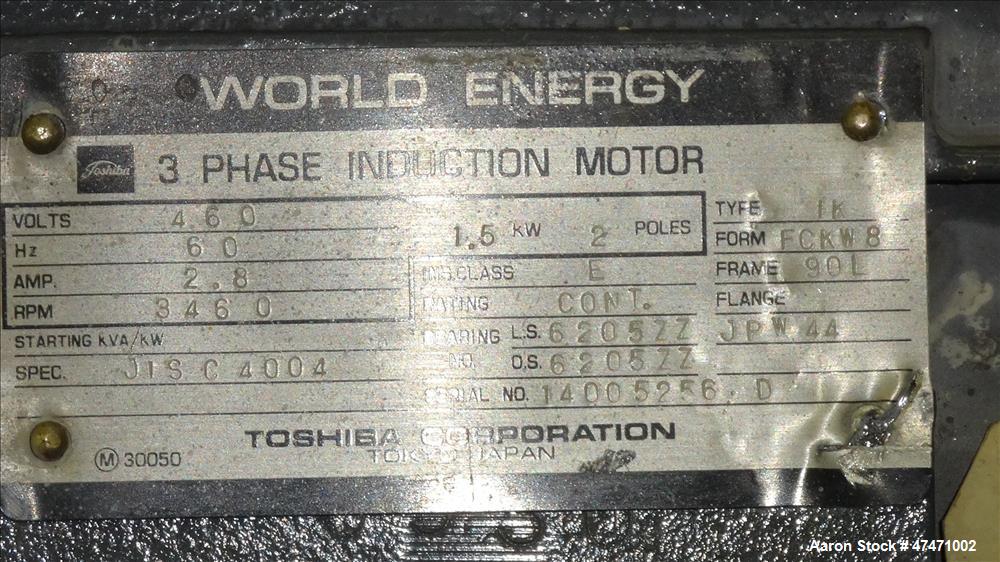 WORLD ENERGY
Toshiba 3 PHASE INDUCTION MOTOR
VOLTS 460
Hz 60
AMP. 2.8
RPM 3460
STARTING KVA/KW
SPEC. JIS C 4004
1.5 KW 2 POLES
INS.CLASS E
RATING CONT.
BEARING L.S. 6205ZZ
NO. O.S. 6205ZZ
SERIAL NO. 14005256 D
TYPE IK
FORM FCKW8
FRAME 90L
FLANGE
JPW44
TOSHIBA CORPORATION
TOKYO JAPAN
M 30050
Aaron Stock # 47471002